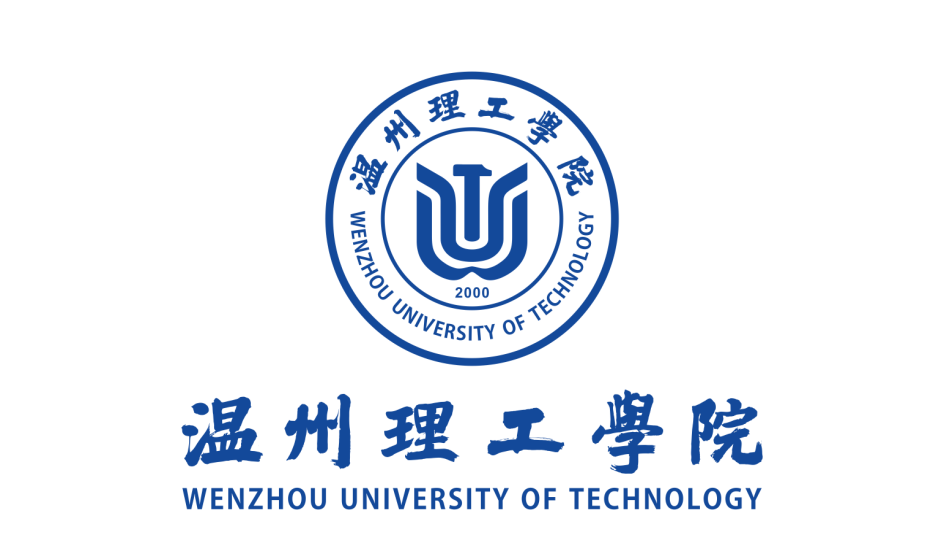 温州理工學院
WENZHOU UNIVERSITY OF TECHNOLOGY
2000
温州理工學院
WENZHOU UNIVERSITY OF TECHNOLOGY